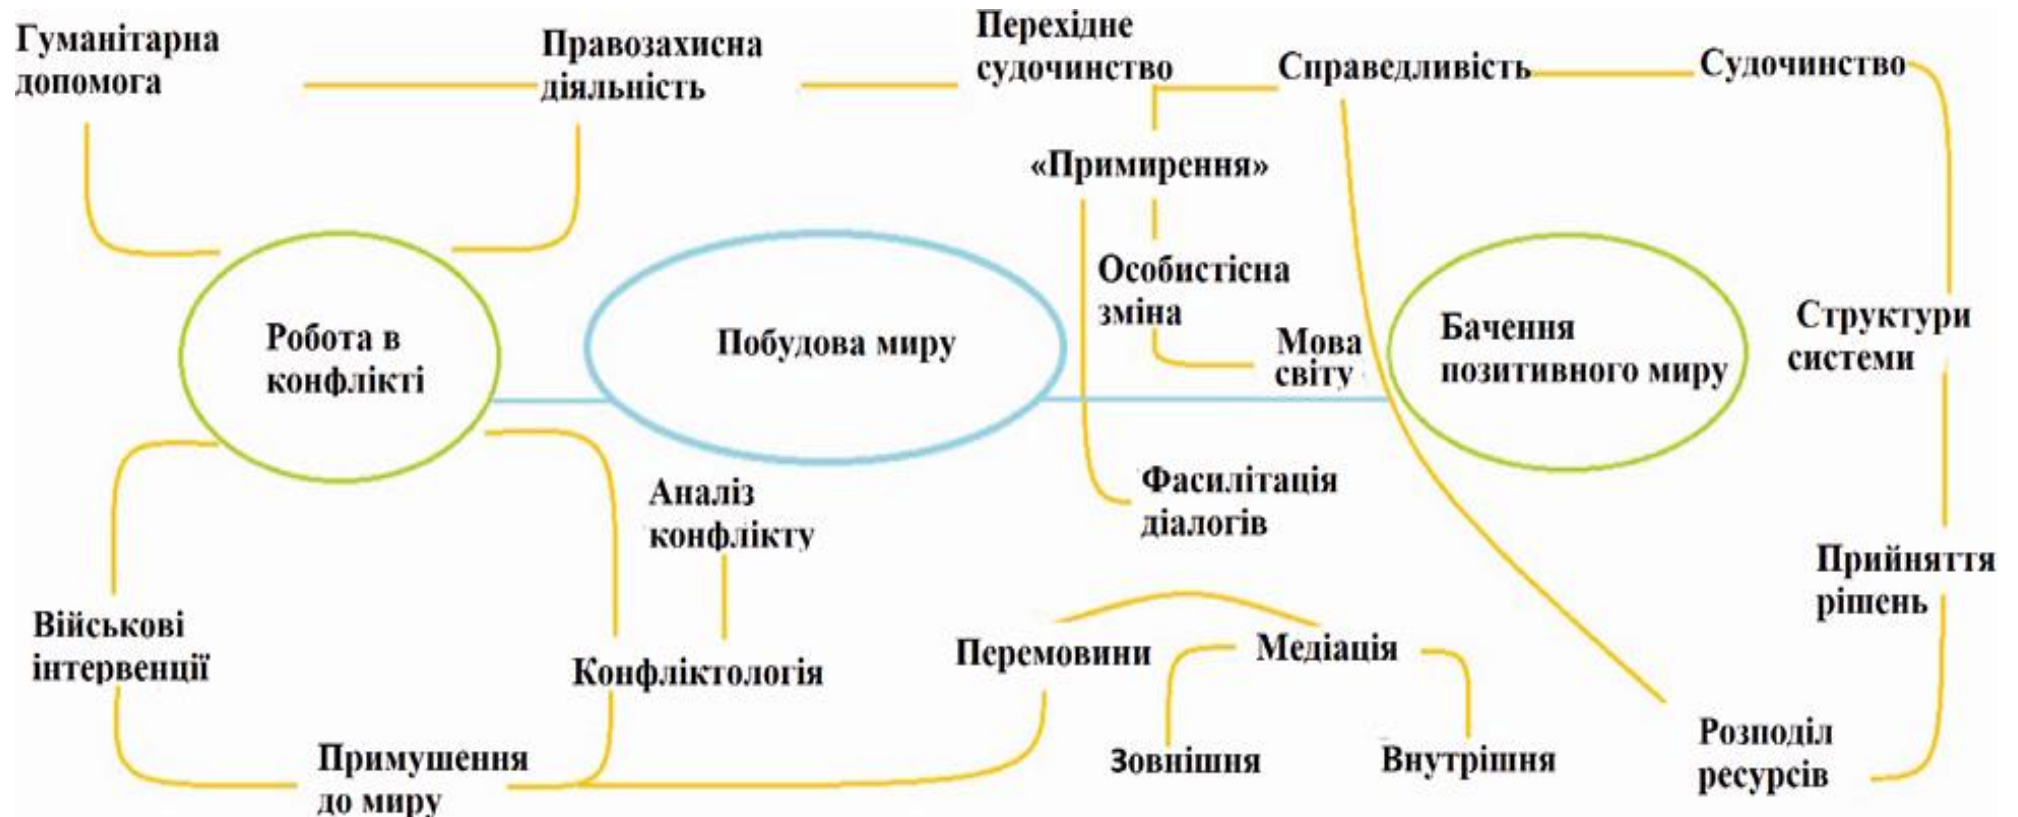 Гуманітарна
допомога
Правозахисна
діяльність
Перехідне
судочинство
Справедливість
Судочинство
«Примирення»
Особистісна
зміна
Мова
світу
Робота в
конфлікті
Побудова миру
Бачення
позитивного миру
Структури
системи
Аналіз
конфлікту
Фасилітація
діалогів
Прийняття
рішень
Військові
інтервенції
Конфліктологія
Перемовини
Медіація
Примушення
до миру
Зовнішня
Внутрішня
Розподіл
ресурсів